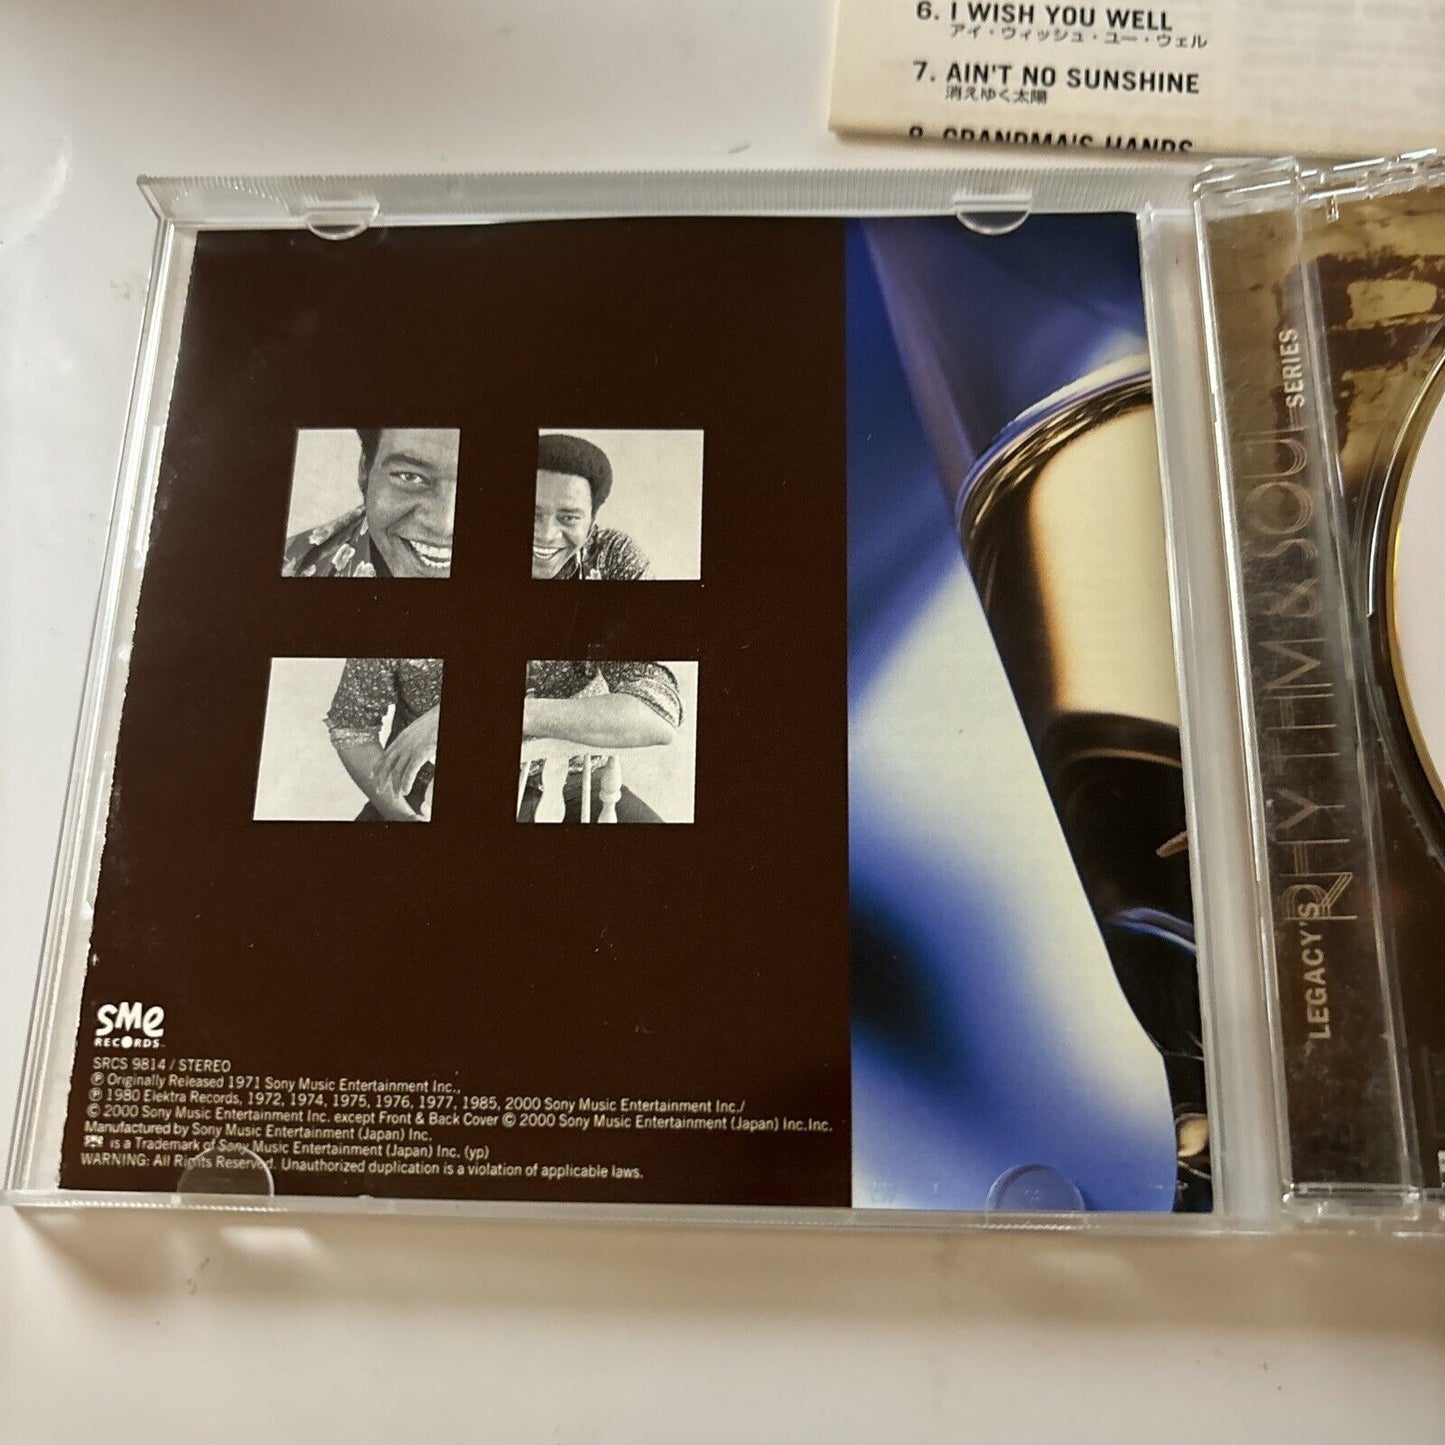 6. I WISH YOU WELL
アイ・ウィッシュ・ユー・ウェル
7. AIN'T NO SUNSHINE
消えゆく太陽
8. GRANDMA'S HANDS
LEGACY'S
RHYTHM & SOUL
SERIES
SMe
RECORDS
SRCS 9814 / STEREO
℗ Originally Released 1971 Sony Music Entertainment Inc.,
℗ 1980 Elektra Records, 1972, 1974, 1975, 1976, 1977, 1985, 2000 Sony Music Entertainment Inc./
© 2000 Sony Music Entertainment Inc. except Front & Back Cover © 2000 Sony Music Entertainment (Japan) Inc.Inc.
Manufactured by Sony Music Entertainment (Japan) Inc.
SMe is a Trademark of Sony Music Entertainment (Japan) Inc. (yp)
WARNING: All Rights Reserved. Unauthorized duplication is a violation of applicable laws.